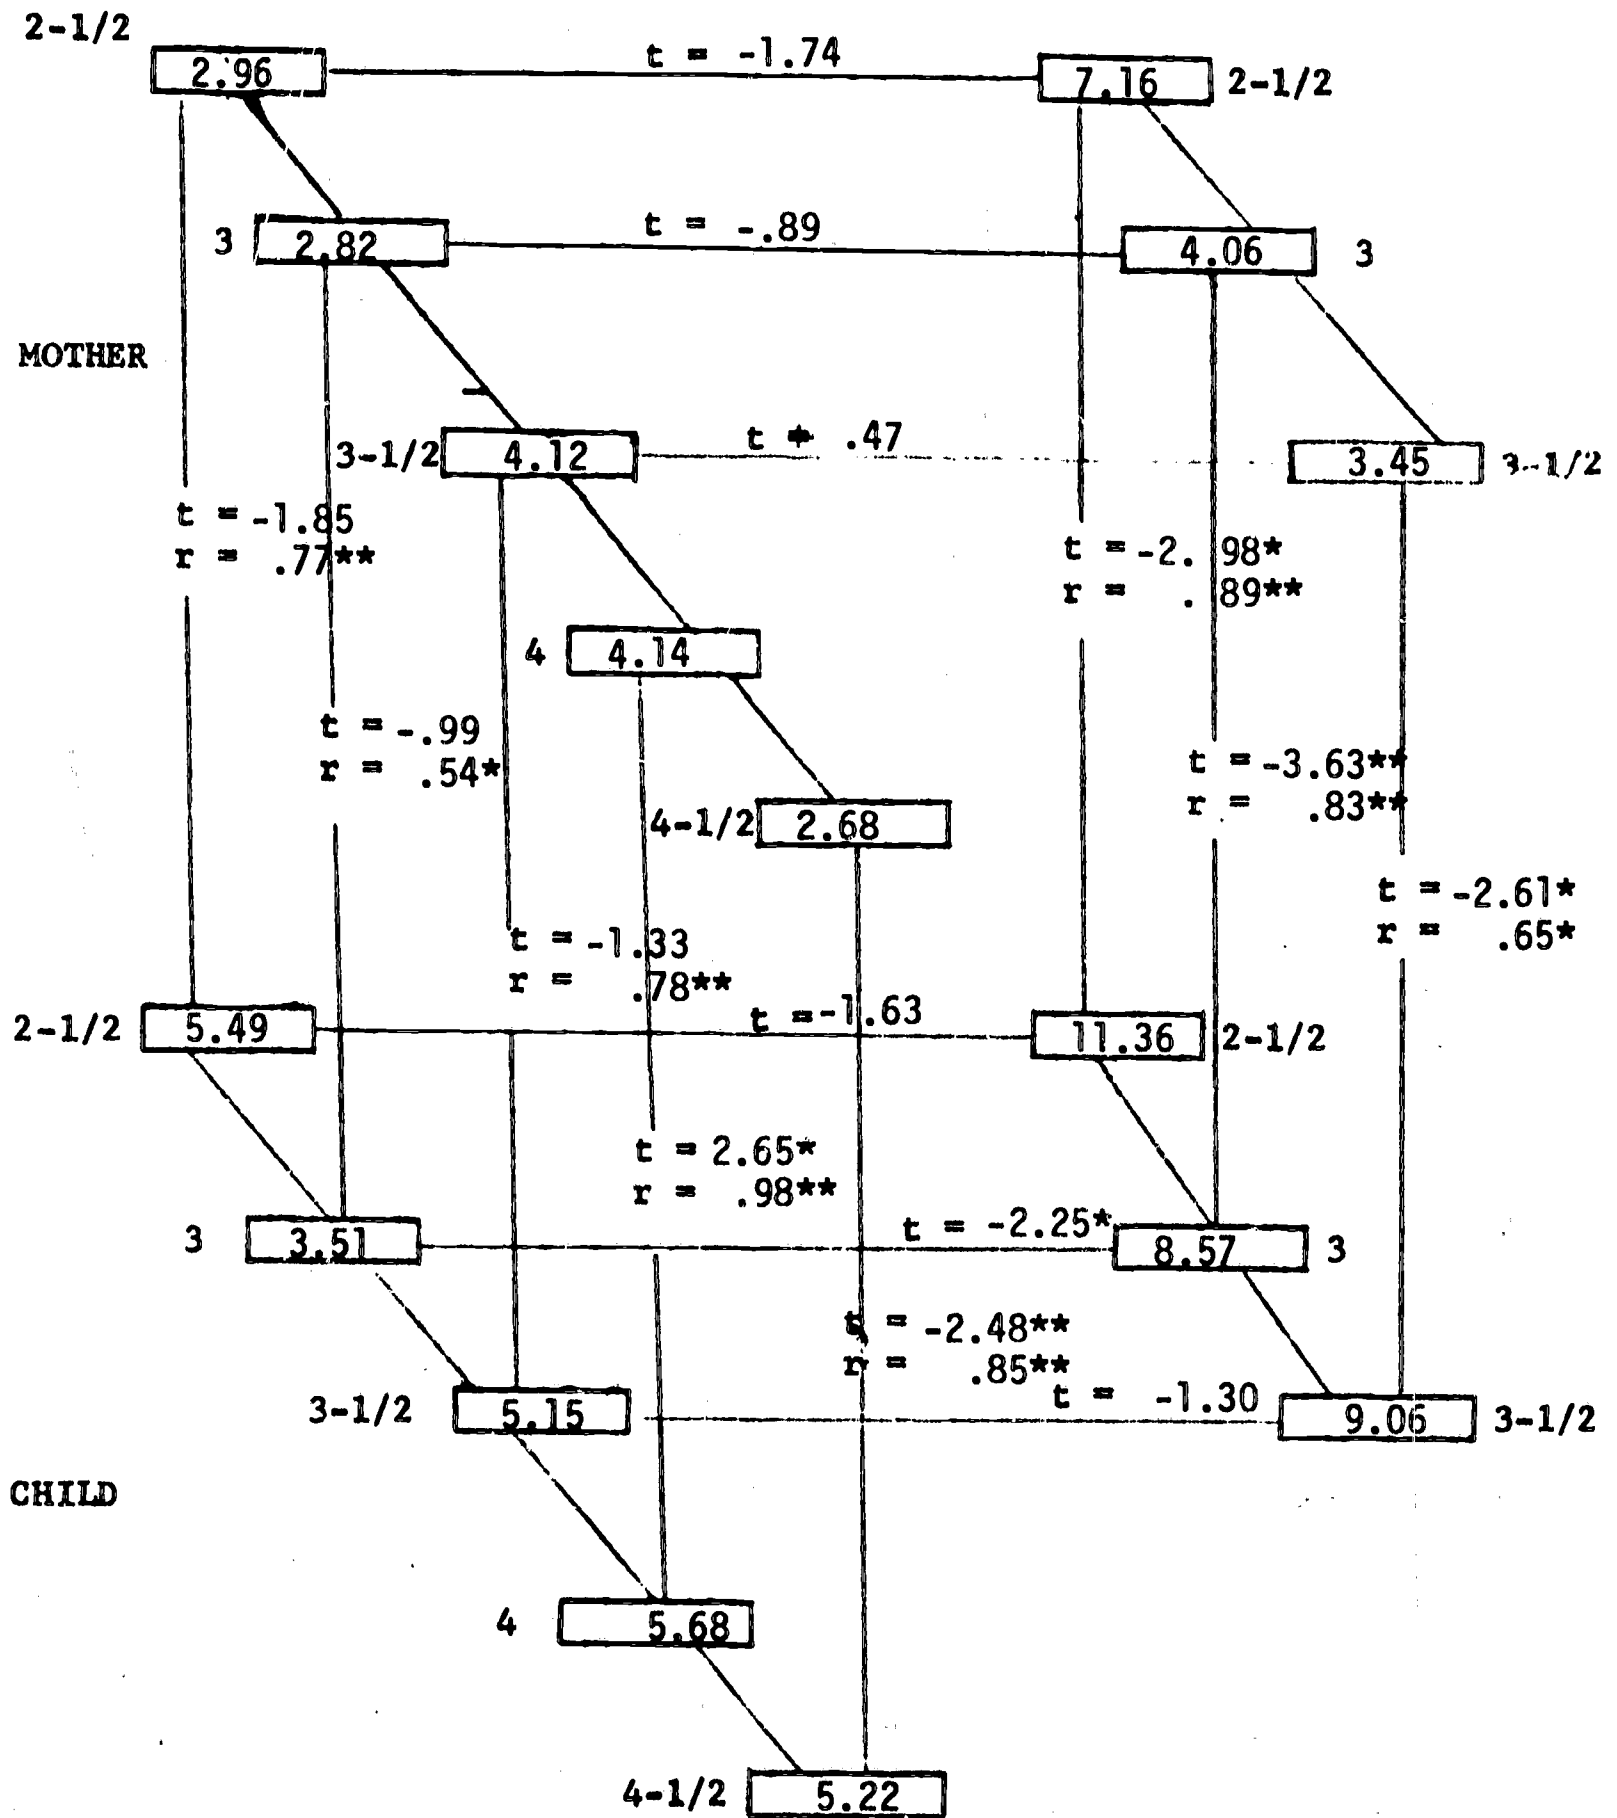 2-1/2
2.96 t = -1.74 7.16 2-1/2
3 2.82 t = -.89 4.06 3
MOTHER
3-1/2 4.12 t = .47 3.45 3-1/2
t = -1.85
r = .77**
t = -2.98*
r = .89**
4 4.14
t = -.99
r = .54*
t = -3.63**
r = .83**
4-1/2 2.68
t = -2.61*
r = .65*
t = -1.33
r = .78**
2-1/2 5.49 t = -1.63 11.36 2-1/2
t = 2.65*
r = .98**
3 3.51 t = -2.25* 8.57 3
t = -2.48**
r = .85**
3-1/2 5.15 t = -1.30 9.06 3-1/2
CHILD
4 5.68
4-1/2 5.22